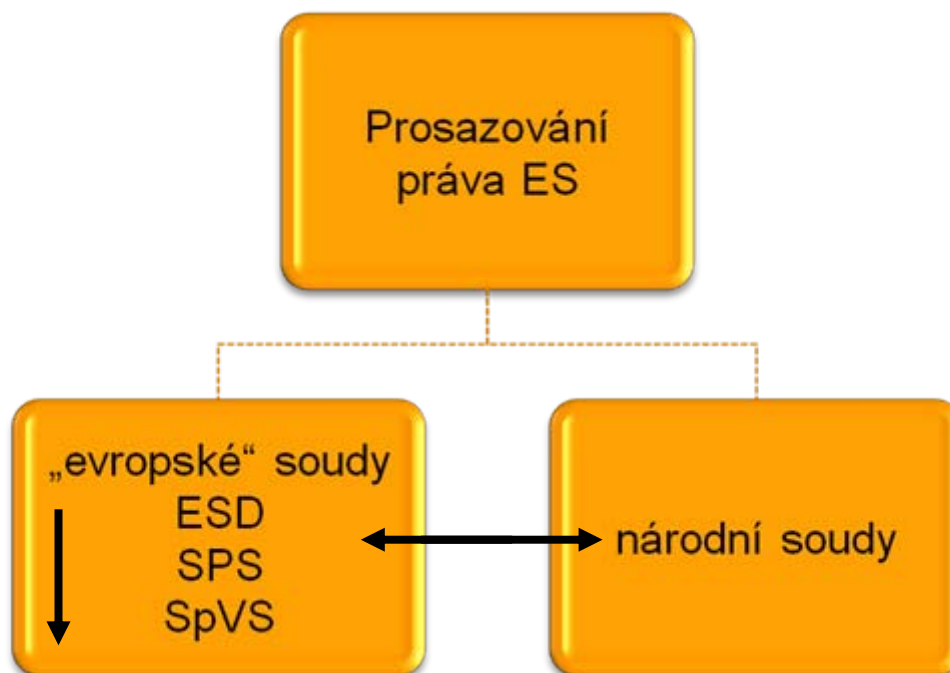 Prosazování
práva ES
„evropské“ soudy
ESD
SPS
SpVS
národní soudy